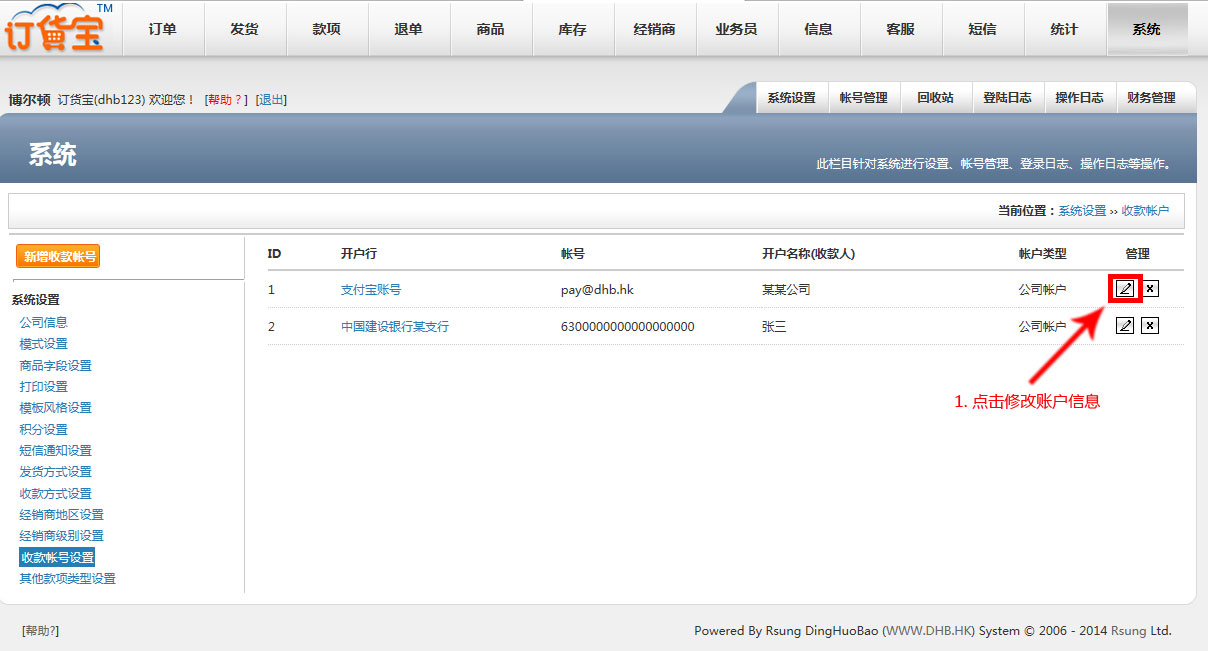 订货宝 TM
订单 发货 款项 退单 商品 库存 经销商 业务员 信息 客服 短信 统计 系统
博尔顿 订货宝(dhb123) 欢迎您！ [帮助？] [退出]
系统设置 帐号管理 回收站 登陆日志 操作日志 财务管理
系统
此栏目针对系统进行设置、帐号管理、登录日志、操作日志等操作。
当前位置：系统设置 ›› 收款帐户
新增收款帐号
系统设置
公司信息
模式设置
商品字段设置
打印设置
模板风格设置
积分设置
短信通知设置
发货方式设置
收款方式设置
经销商地区设置
经销商级别设置
收款帐号设置
其他款项类型设置
ID 开户行 帐号 开户名称(收款人) 帐户类型 管理
1 支付宝账号 pay@dhb.hk 某某公司 公司帐户
2 中国建设银行某支行 6300000000000000000 张三 公司帐户
1. 点击修改账户信息
[帮助?]
Powered By Rsung DingHuoBao (WWW.DHB.HK) System © 2006 - 2014 Rsung Ltd.